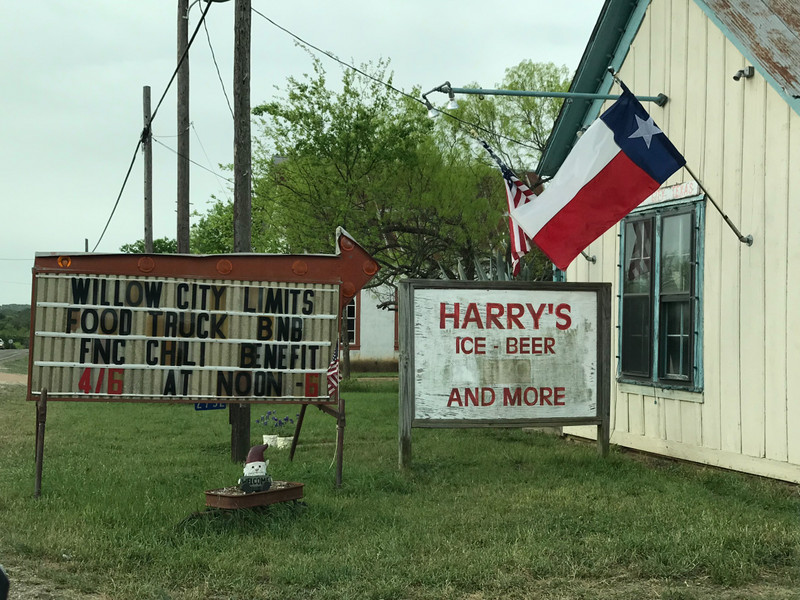 WILLOW CITY LIMITS
FOOD TRUCK BNB
FNC CHILI BENEFIT
4/6 AT NOON - 6
HARRY'S
ICE - BEER
AND MORE
WELCOME